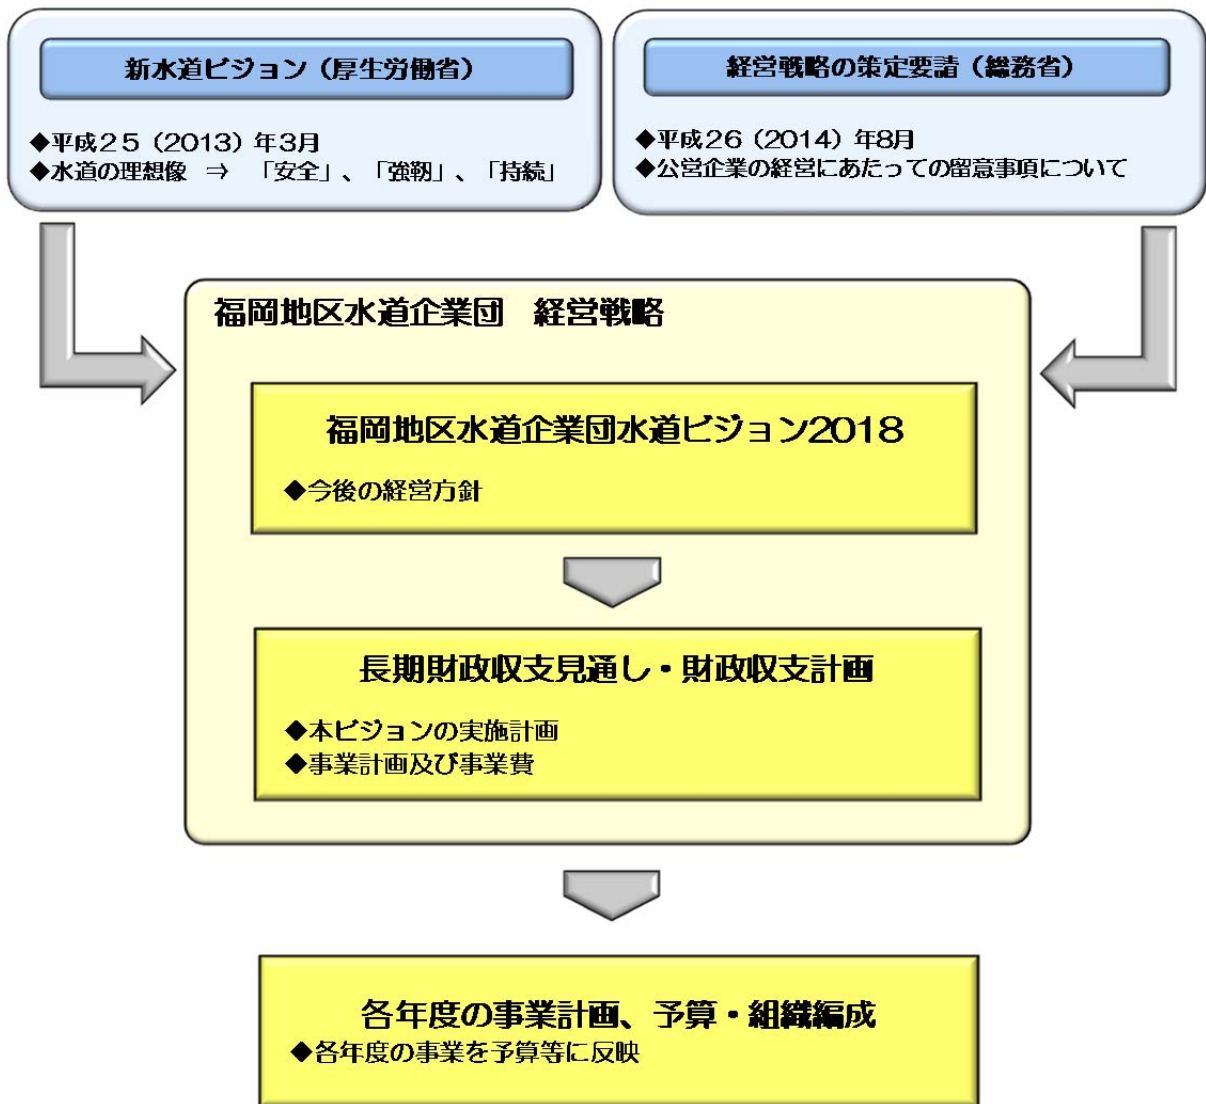 新水道ビジョン（厚生労働省）
◆平成２５（2013）年３月
◆水道の理想像 ⇒ 「安全」、「強靭」、「持続」
経営戦略の策定要請（総務省）
◆平成26（2014）年８月
◆公営企業の経営にあたっての留意事項について
福岡地区水道企業団　経営戦略
福岡地区水道企業団水道ビジョン2018
◆今後の経営方針
長期財政収支見通し・財政収支計画
◆本ビジョンの実施計画
◆事業計画及び事業費
各年度の事業計画、予算・組織編成
◆各年度の事業を予算等に反映